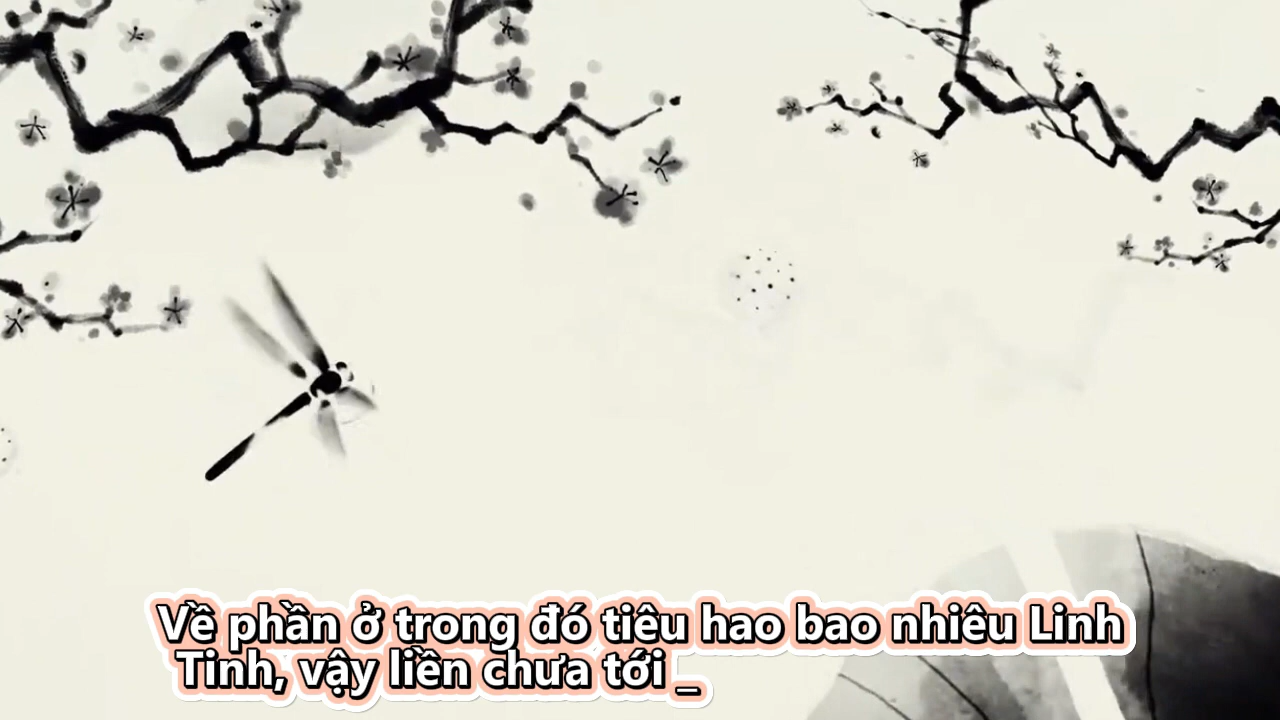 Về phần ở trong đó tiêu hao bao nhiêu Linh
Tinh, vậy liền chưa tới _